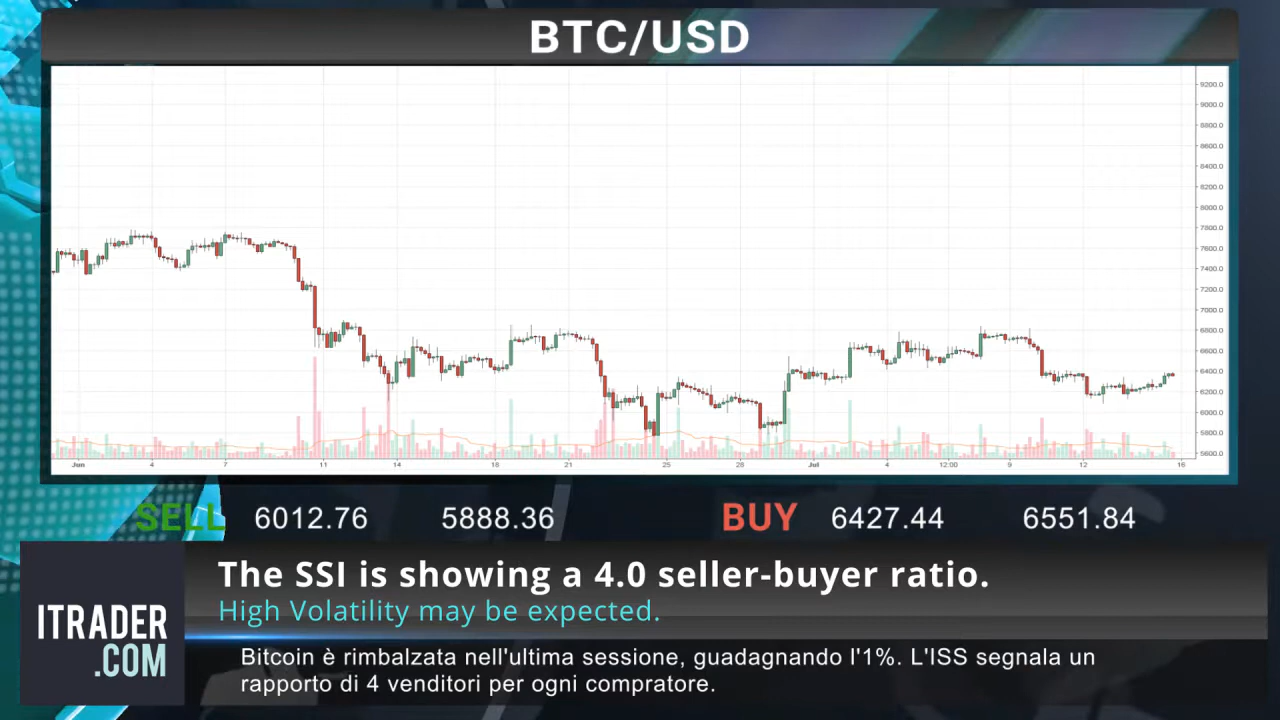 BTC/USD
9200.0
9000.0
8800.0
8600.0
8400.0
8200.0
8000.0
7800.0
7600.0
7400.0
7200.0
7000.0
6800.0
6600.0
6400.0
6200.0
6000.0
5800.0
5600.0
Jun 4 7 11 14 18 21 25 28 Jul 4 12:00 9 12 16
SELL 6012.76 5888.36 BUY 6427.44 6551.84
The SSI is showing a 4.0 seller-buyer ratio.
High Volatility may be expected.
ITRADER
.COM
Bitcoin è rimbalzata nell'ultima sessione, guadagnando l'1%. L'ISS segnala un
rapporto di 4 venditori per ogni compratore.